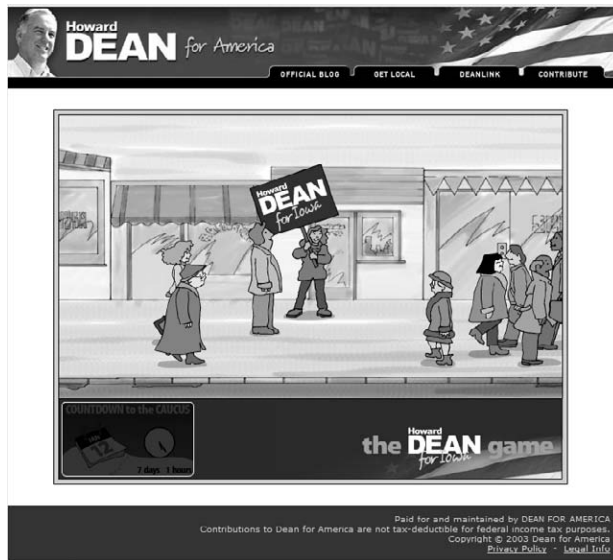 Howard
DEAN for America
OFFICIAL BLOG
GET LOCAL
DEANLINK
CONTRIBUTE
Howard
DEAN
for Iowa
COUNTDOWN to the CAUCUS
JAN
12
7 days 1 hours
Howard
the DEAN game
for Iowa
Paid for and maintained by DEAN FOR AMERICA
Contributions to Dean for America are not tax-deductible for federal income tax purposes.
Copyright © 2003 Dean for America
Privacy Policy - Legal Info